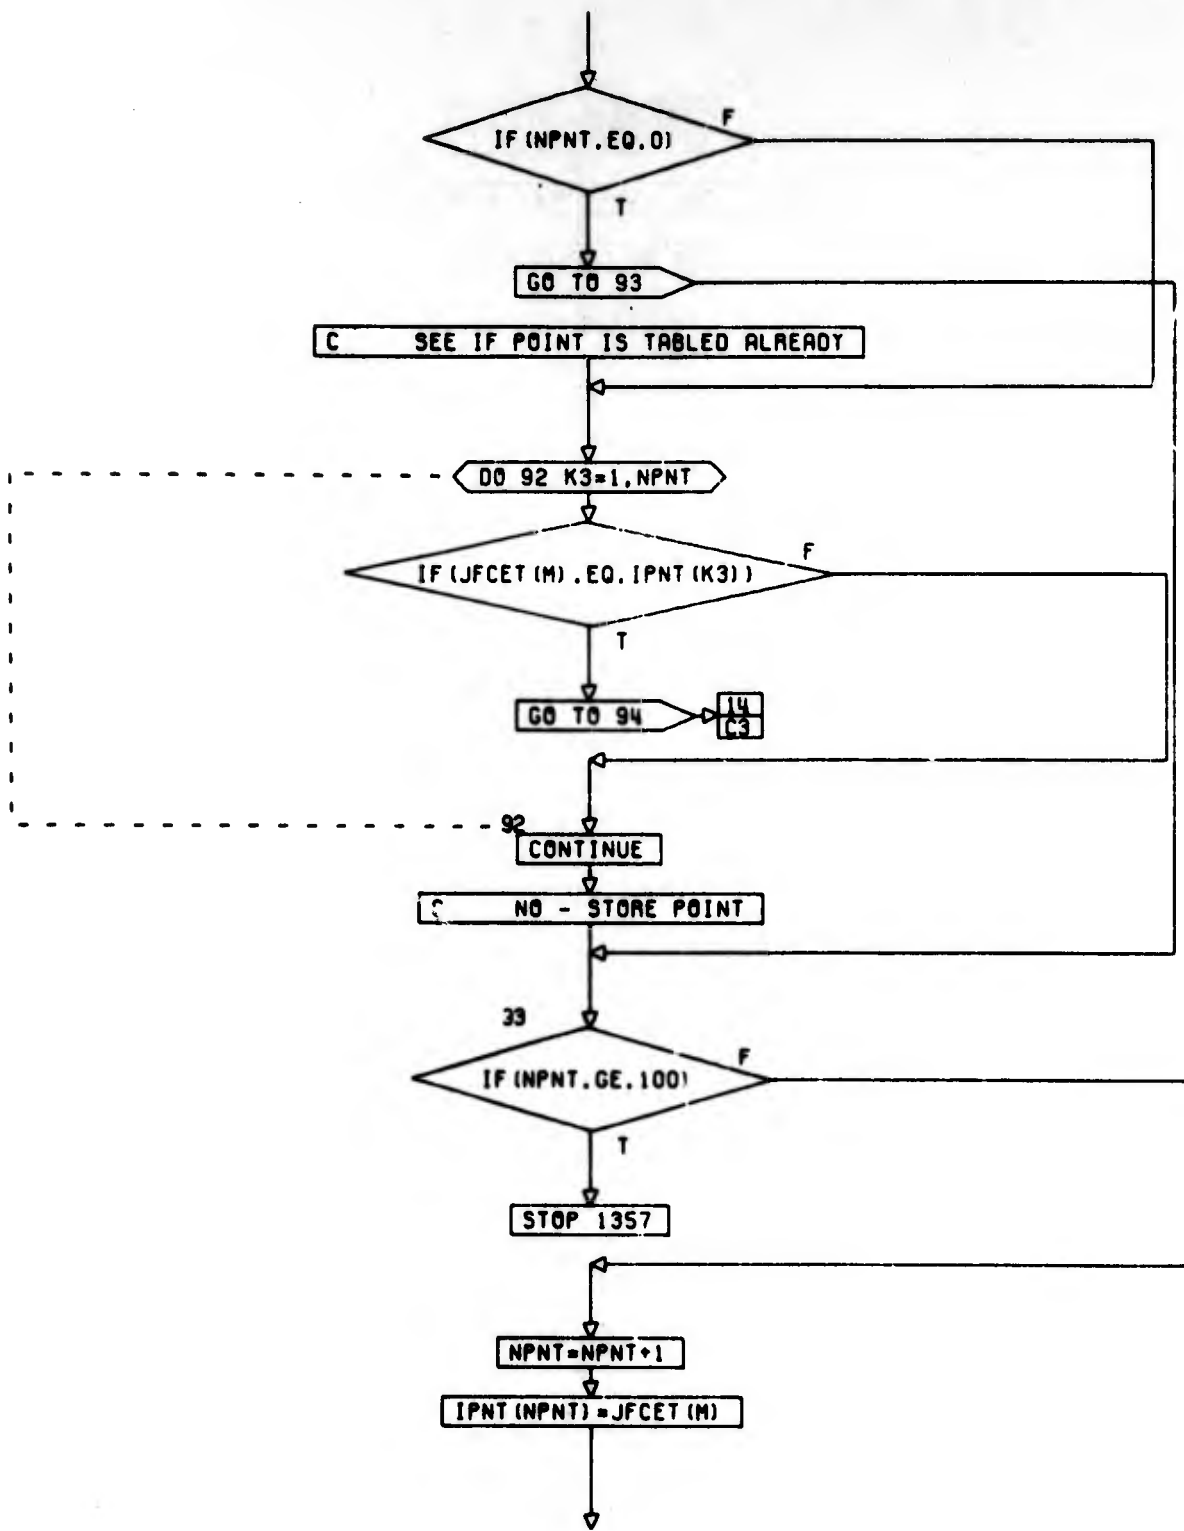 IF(NPNT.EQ.0)
F
T
GO TO 93
C SEE IF POINT IS TABLED ALREADY
DO 92 K3=1,NPNT
IF(JFCET(M).EQ.IPNT(K3))
F
T
GO TO 94
14
C3
92
CONTINUE
C NO - STORE POINT
33
IF(NPNT.GE.100)
F
T
STOP 1357
NPNT=NPNT+1
IPNT(NPNT)=JFCET(M)